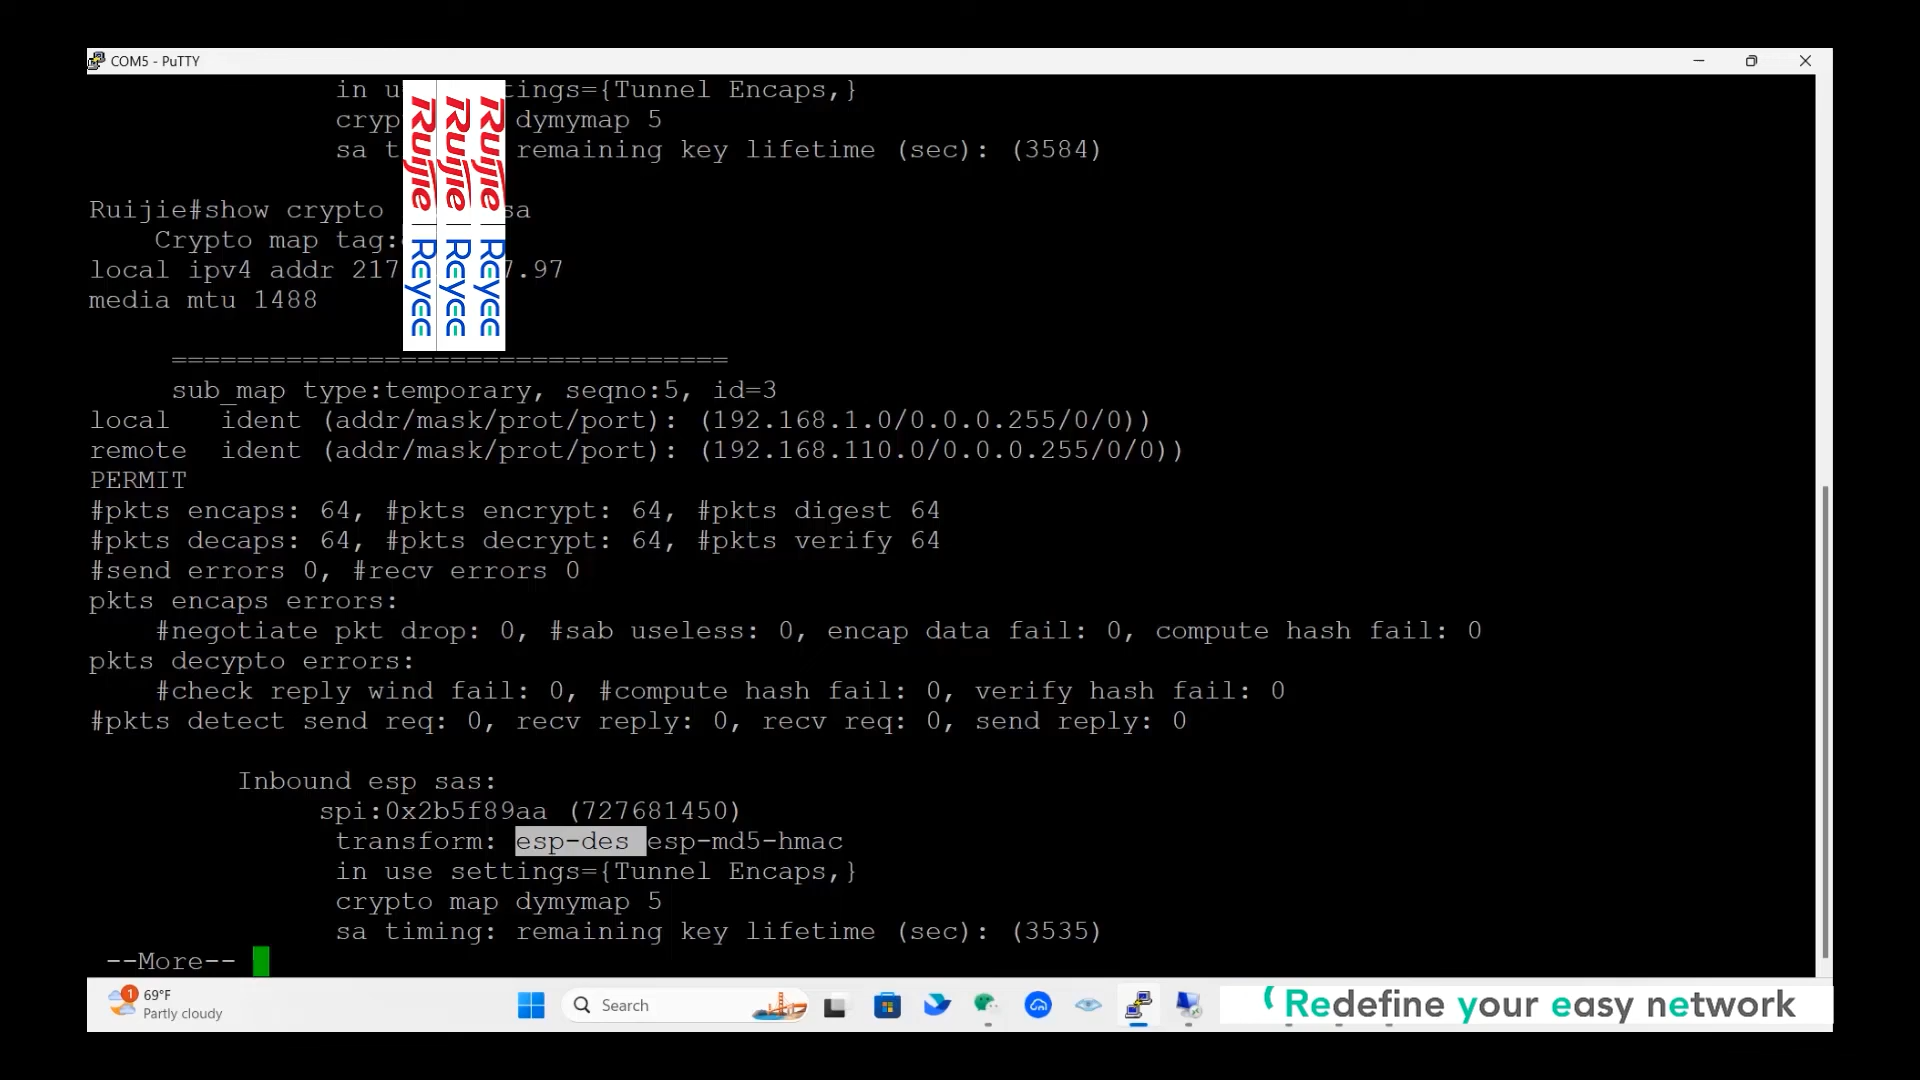 COM5 - PuTTY
in u tings={Tunnel Encaps,}
cryp dymymap 5
sa t remaining key lifetime (sec): (3584)
Ruijie#show crypto sa
Crypto map tag:
local ipv4 addr 217 7.97
media mtu 1488
Ruijie | Reyee
Ruijie | Reyee
Ruijie | Reyee
==================================
sub_map type:temporary, seqno:5, id=3
local ident (addr/mask/prot/port): (192.168.1.0/0.0.0.255/0/0))
remote ident (addr/mask/prot/port): (192.168.110.0/0.0.0.255/0/0))
PERMIT
#pkts encaps: 64, #pkts encrypt: 64, #pkts digest 64
#pkts decaps: 64, #pkts decrypt: 64, #pkts verify 64
#send errors 0, #recv errors 0
pkts encaps errors:
#negotiate pkt drop: 0, #sab useless: 0, encap data fail: 0, compute hash fail: 0
pkts decypto errors:
#check reply wind fail: 0, #compute hash fail: 0, verify hash fail: 0
#pkts detect send req: 0, recv reply: 0, recv req: 0, send reply: 0
Inbound esp sas:
spi:0x2b5f89aa (727681450)
transform: esp-des esp-md5-hmac
in use settings={Tunnel Encaps,}
crypto map dymymap 5
sa timing: remaining key lifetime (sec): (3535)
--More--
1
69°F
Partly cloudy
Search
Redefine your easy network